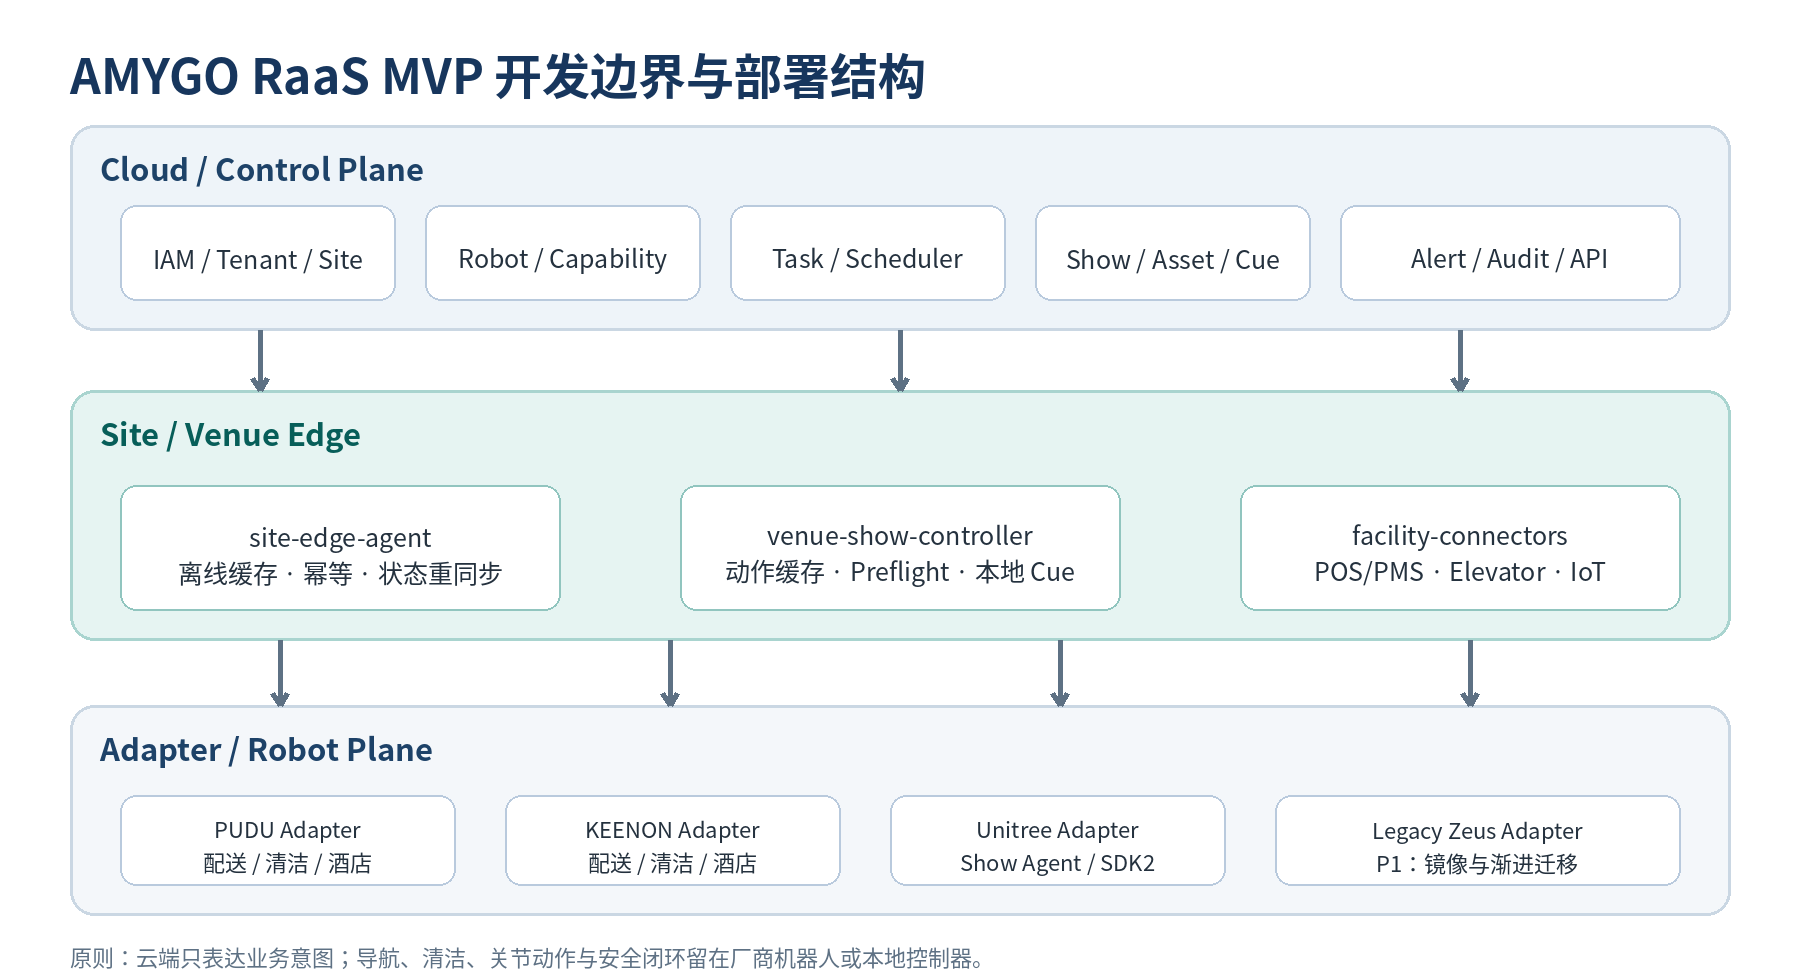 AMYGO RaaS MVP 开发边界与部署结构
Cloud / Control Plane
IAM / Tenant / Site
Robot / Capability
Task / Scheduler
Show / Asset / Cue
Alert / Audit / API
Site / Venue Edge
site-edge-agent
离线缓存 · 幂等 · 状态重同步
venue-show-controller
动作缓存 · Preflight · 本地 Cue
facility-connectors
POS/PMS · Elevator · IoT
Adapter / Robot Plane
PUDU Adapter
配送 / 清洁 / 酒店
KEENON Adapter
配送 / 清洁 / 酒店
Unitree Adapter
Show Agent / SDK2
Legacy Zeus Adapter
P1：镜像与渐进迁移
原则：云端只表达业务意图；导航、清洁、关节动作与安全闭环留在厂商机器人或本地控制器。